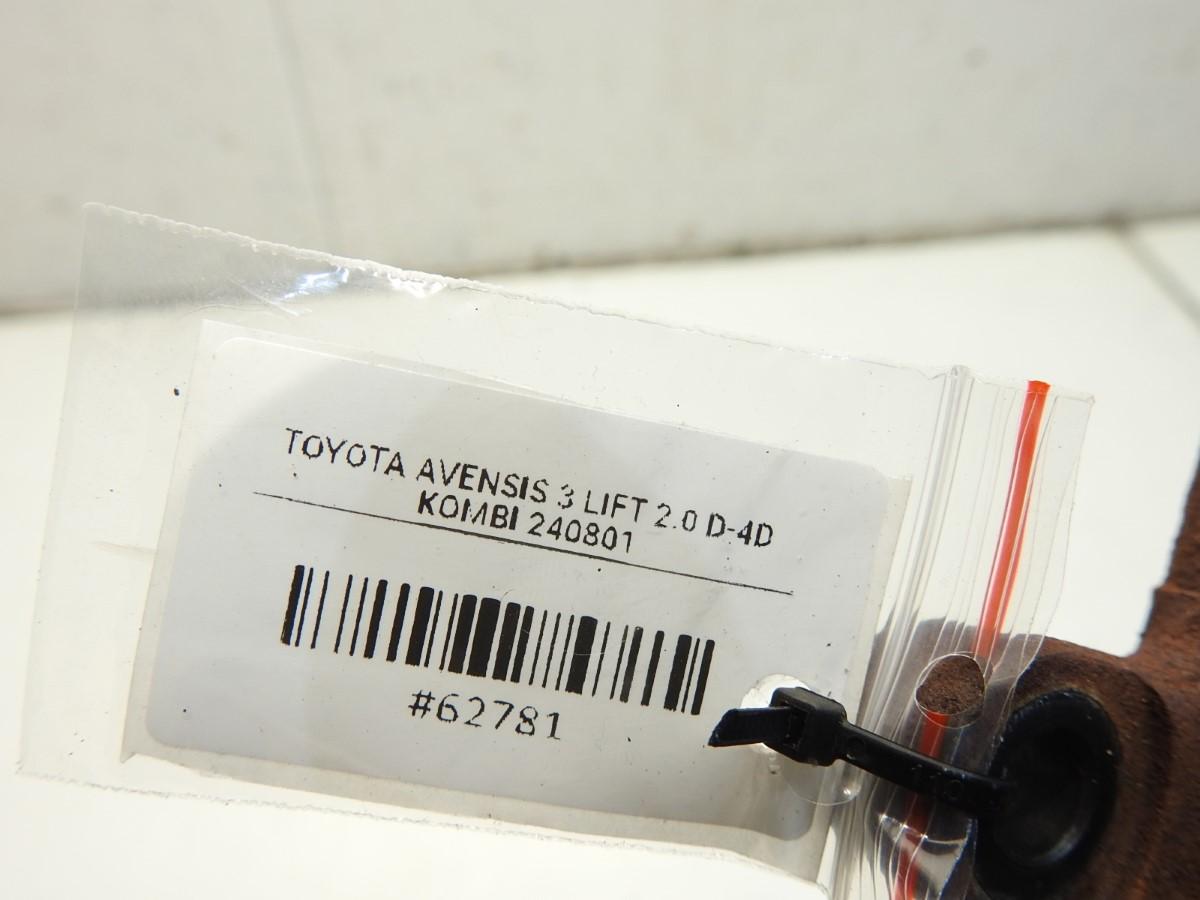 TOYOTA AVENSIS 3 LIFT 2.0 D-4D
KOMBI 240801
#62781